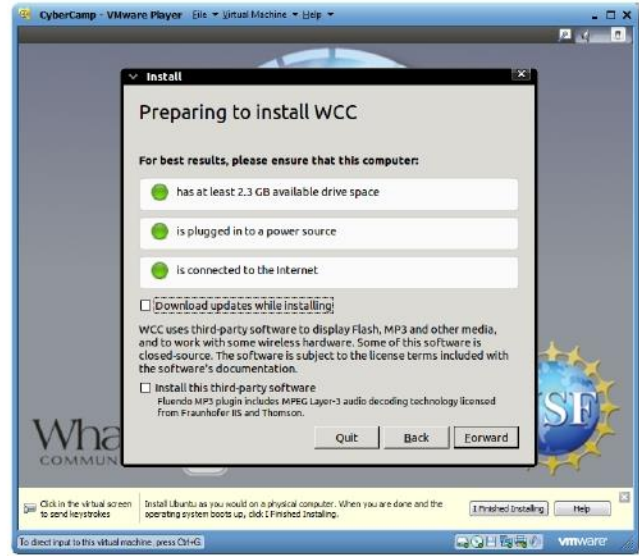 CyberCamp - VMware Player File Virtual Machine Help
Install
Preparing to install WCC
For best results, please ensure that this computer:
has at least 2.3 GB available drive space
is plugged in to a power source
is connected to the Internet
Download updates while installing
WCC uses third-party software to display Flash, MP3 and other media,
and to work with some wireless hardware. Some of this software is
closed-source. The software is subject to the license terms included with
the software's documentation.
Install this third-party software
Fluendo MP3 plugin includes MPEG Layer-3 audio decoding technology licensed
from Fraunhofer IIS and Thomson.
Quit Back Forward
Wha
COMMUN
SF
Click in the virtual screen
to send keystrokes
Install Ubuntu as you would on a physical computer. When you are done and the
operating system boots up, click I Finished Installing.
I Finished Installing Help
To direct input to this virtual machine, press Ctrl+G.
vmware